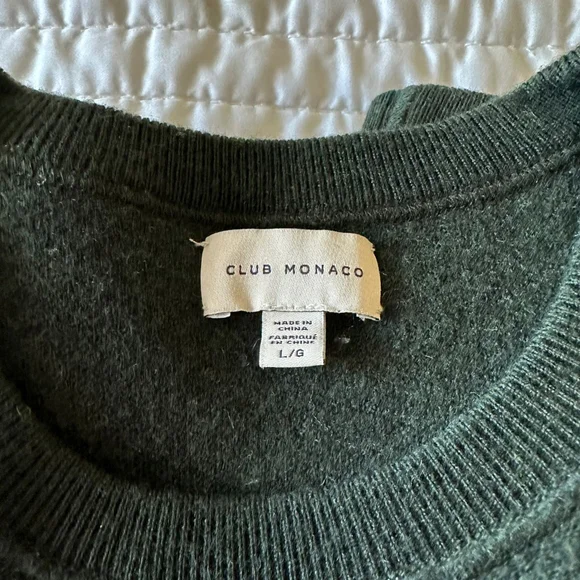 CLUB MONACO
MADE IN
CHINA
FABRIQUÉ
EN CHINE
L/G